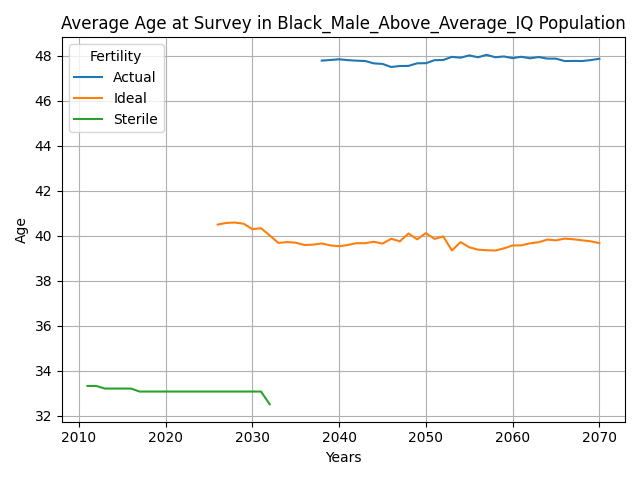 Average Age at Survey in Black_Male_Above_Average_IQ Population
Fertility
Actual
Ideal
Sterile
48
46
44
42
40
38
36
34
32
Age
2010
2020
2030
2040
2050
2060
2070
Years